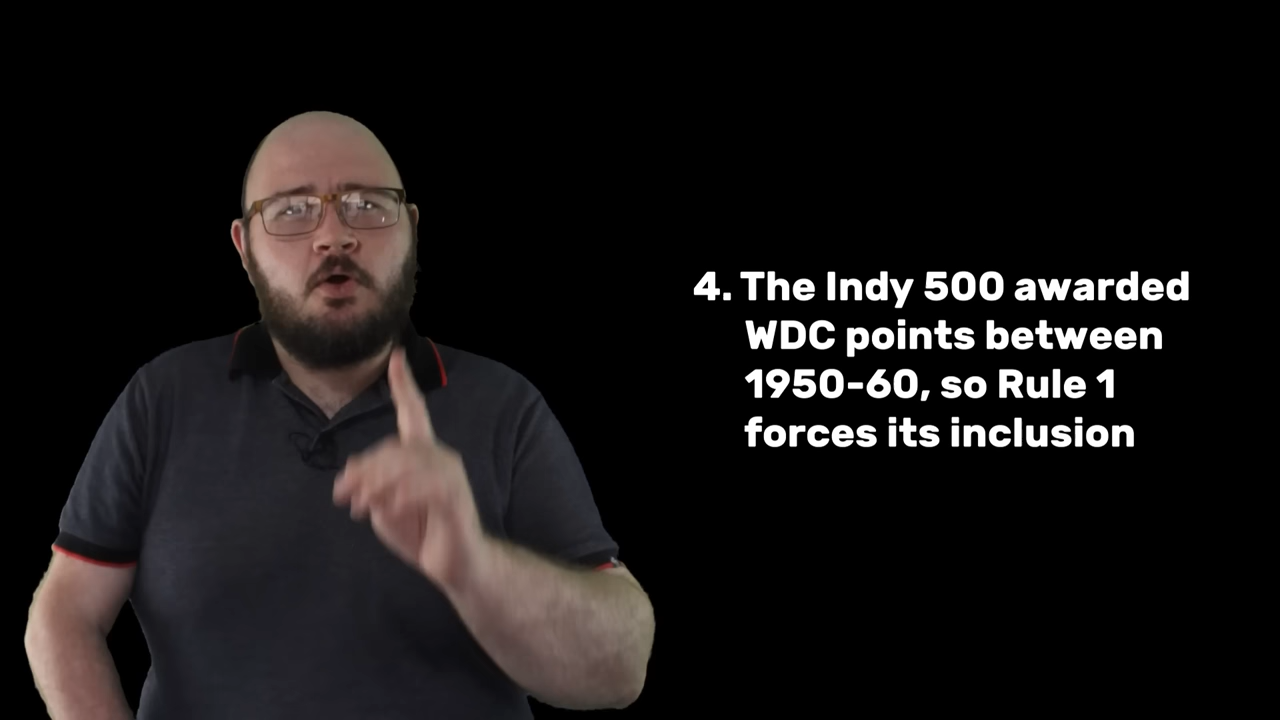 4. The Indy 500 awarded
WDC points between
1950-60, so Rule 1
forces its inclusion